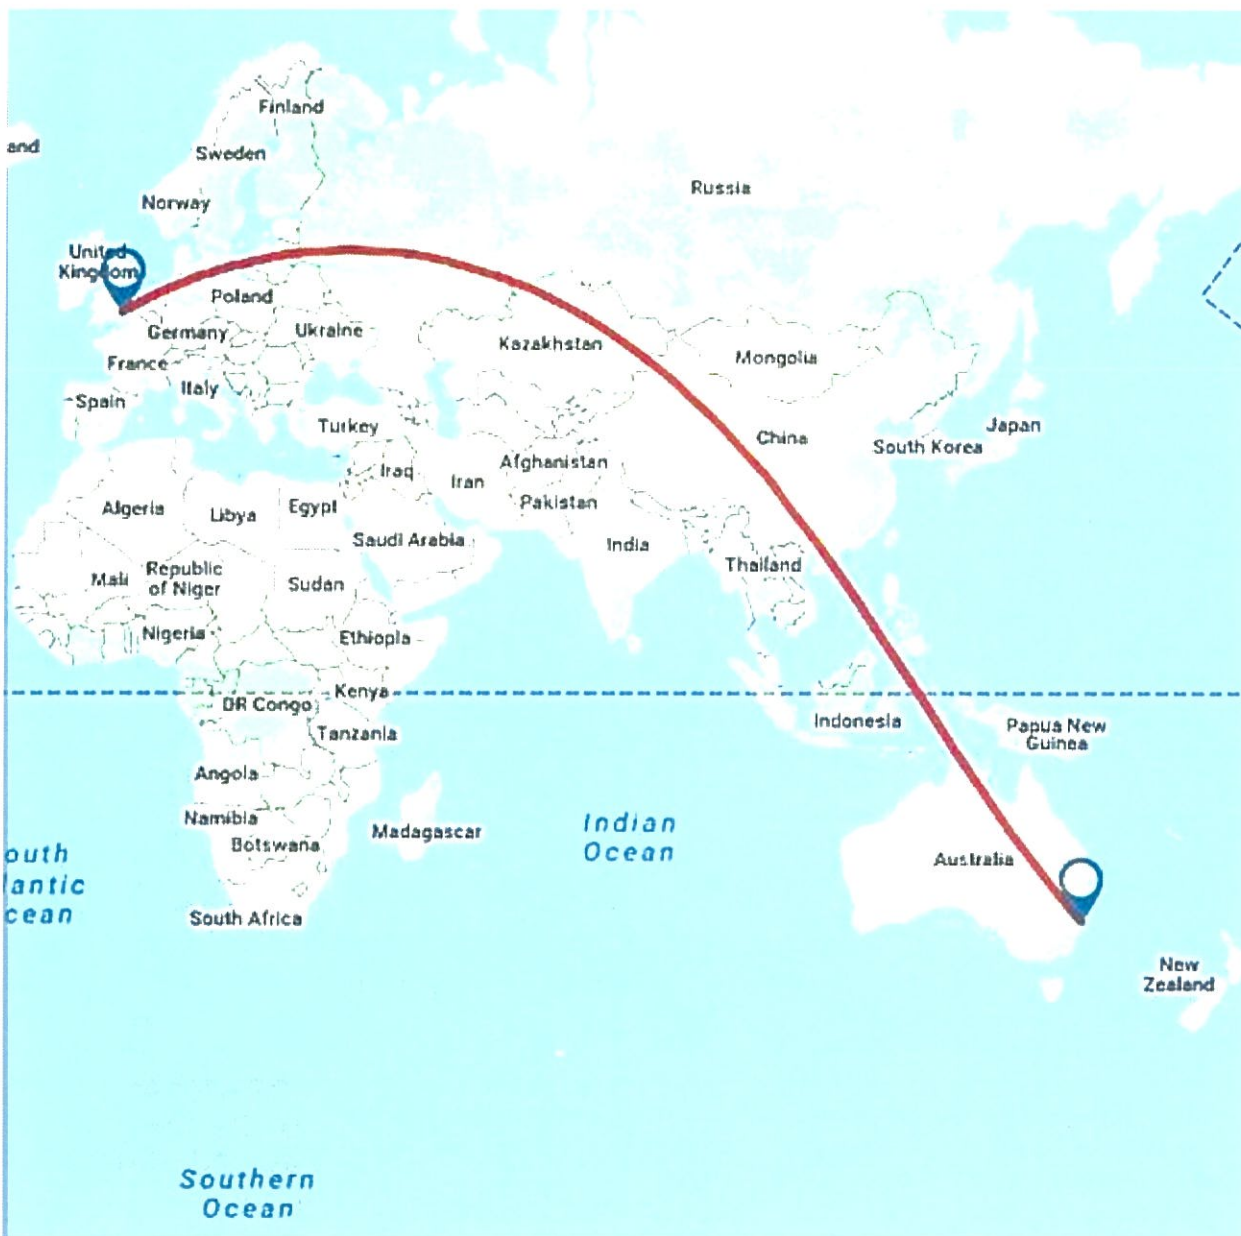 Finland
and
Sweden
Russia
Norway
United
Kingdom
Poland
Germany
Ukraine
Kazakhstan
Mongolia
France
Italy
Spain
Turkey
Japan
China
South Korea
Afghanistan
Iraq
Iran
Pakistan
Algeria
Libya
Egypt
Saudi Arabia
India
Thailand
Mali
Republic
of Niger
Sudan
Nigeria
Ethiopia
Kenya
DR Congo
Indonesia
Papua New
Guinea
Tanzania
Angola
Namibia
Botswana
Madagascar
Indian
Ocean
outh
lantic
cean
Australia
South Africa
New
Zealand
Southern
Ocean